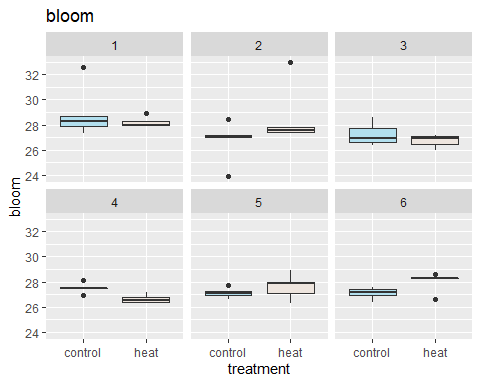 bloom
1 2 3
32
30
28
26
24
4 5 6
32
30
28
26
24
bloom
control heat control heat control heat
treatment